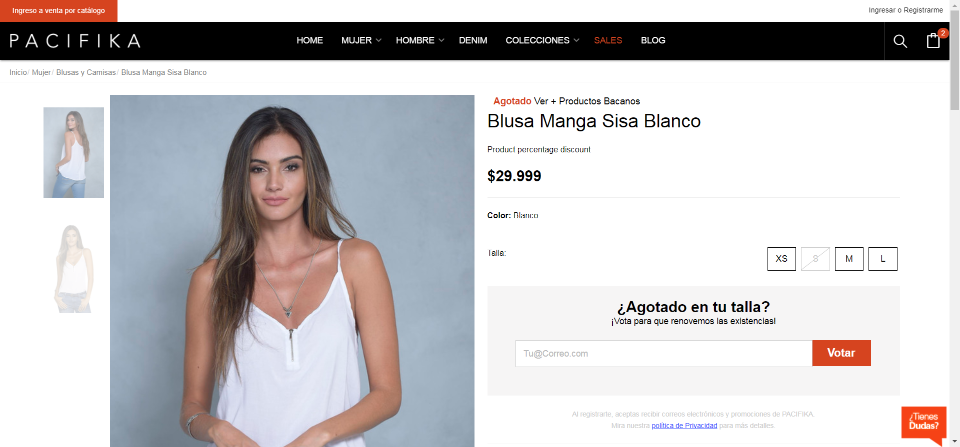 Ingreso a venta por catálogo
Ingresar o Registrarme
PACIFIKA
HOME MUJER HOMBRE DENIM COLECCIONES SALES BLOG
2
Inicio/ Mujer/ Blusas y Camisas/ Blusa Manga Sisa Blanco
Agotado Ver + Productos Bacanos
Blusa Manga Sisa Blanco
Product percentage discount
$29.999
Color: Blanco
Talla: XS S M L
¿Agotado en tu talla?
¡Vota para que renovemos las existencias!
Tu@Correo.com Votar
Al registrarte, aceptas recibir correos electrónicos y promociones de PACIFIKA.
Mira nuestra política de Privacidad para más detalles.
¿Tienes
Dudas?